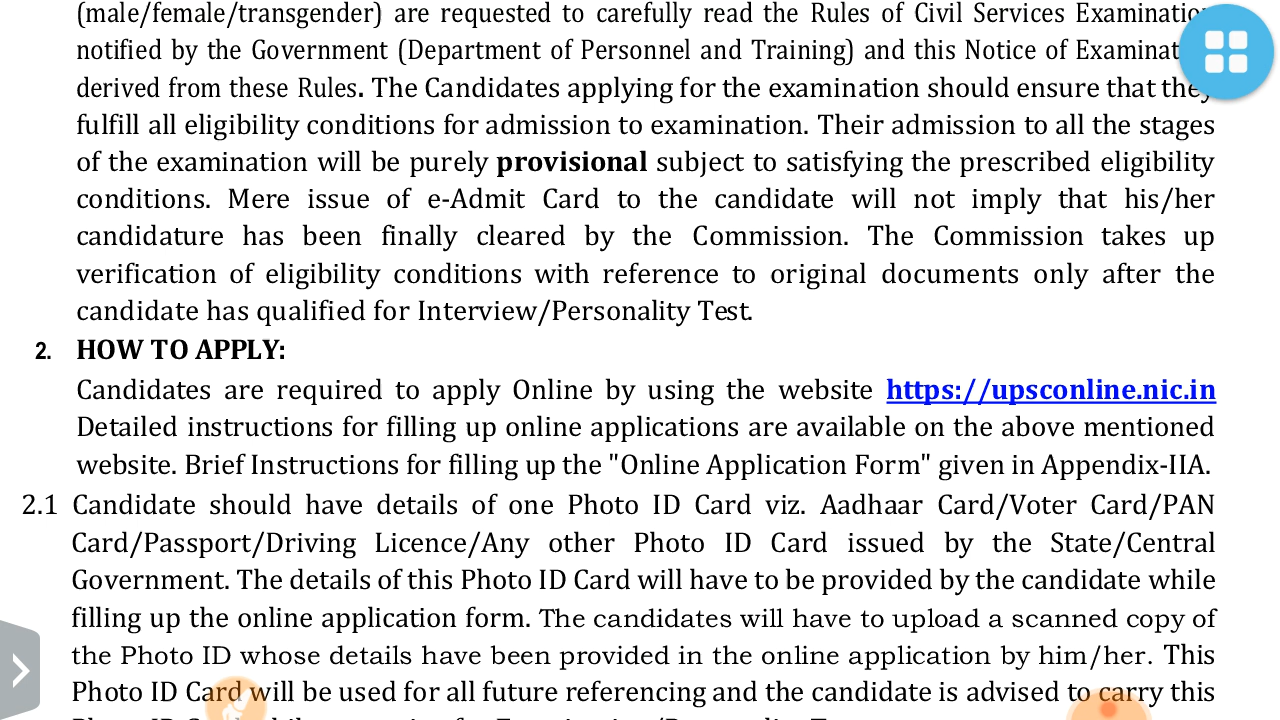 (male/female/transgender) are requested to carefully read the Rules of Civil Services
notified by the Government (Department of Personnel and Training) and this Notice of
derived from these Rules. The Candidates applying for the examination should ensure that they
fulfill all eligibility conditions for admission to examination. Their admission to all the stages
of the examination will be purely provisional subject to satisfying the prescribed eligibility
conditions. Mere issue of e-Admit Card to the candidate will not imply that his/her
candidature has been finally cleared by the Commission. The Commission takes up
verification of eligibility conditions with reference to original documents only after the
candidate has qualified for Interview/Personality Test.
2. HOW TO APPLY:
Candidates are required to apply Online by using the website https://upsconline.nic.in
Detailed instructions for filling up online applications are available on the above mentioned
website. Brief Instructions for filling up the "Online Application Form" given in Appendix-IIA.
2.1 Candidate should have details of one Photo ID Card viz. Aadhaar Card/Voter Card/PAN
Card/Passport/Driving Licence/Any other Photo ID Card issued by the State/Central
Government. The details of this Photo ID Card will have to be provided by the candidate while
filling up the online application form. The candidates will have to upload a scanned copy of
the Photo ID whose details have been provided in the online application by him/her. This
Photo ID Card will be used for all future referencing and the candidate is advised to carry this